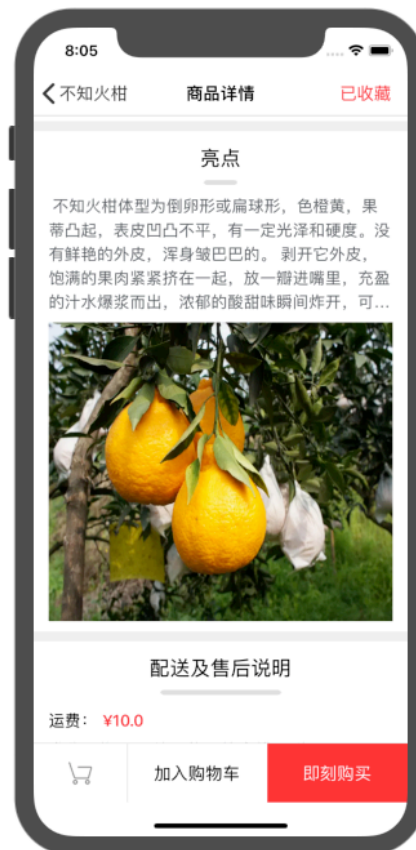 8:05
不知火柑
商品详情
已收藏
亮点
不知火柑体型为倒卵形或扁球形，色橙黄，果
蒂凸起，表皮凹凸不平，有一定光泽和硬度。没
有鲜艳的外皮，浑身皱巴巴的。 剥开它外皮，
饱满的果肉紧紧挤在一起，放一瓣进嘴里，充盈
的汁水爆浆而出，浓郁的酸甜味瞬间炸开，可...
配送及售后说明
运费： ¥10.0
加入购物车
即刻购买